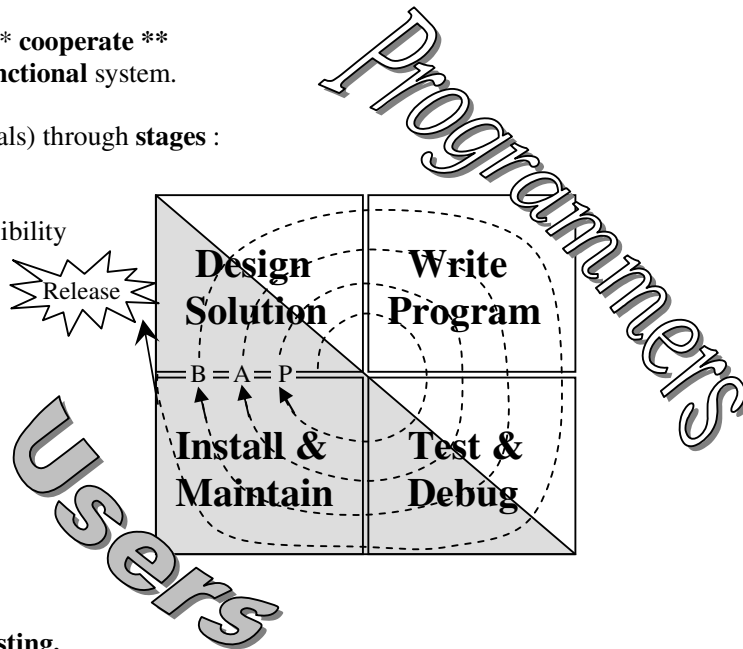 * cooperate **
nctional system.
als) through stages :
ibility
Programmers
Design
Solution
Write
Program
Release
B = A = P
Install &
Maintain
Test &
Debug
Users
sting.